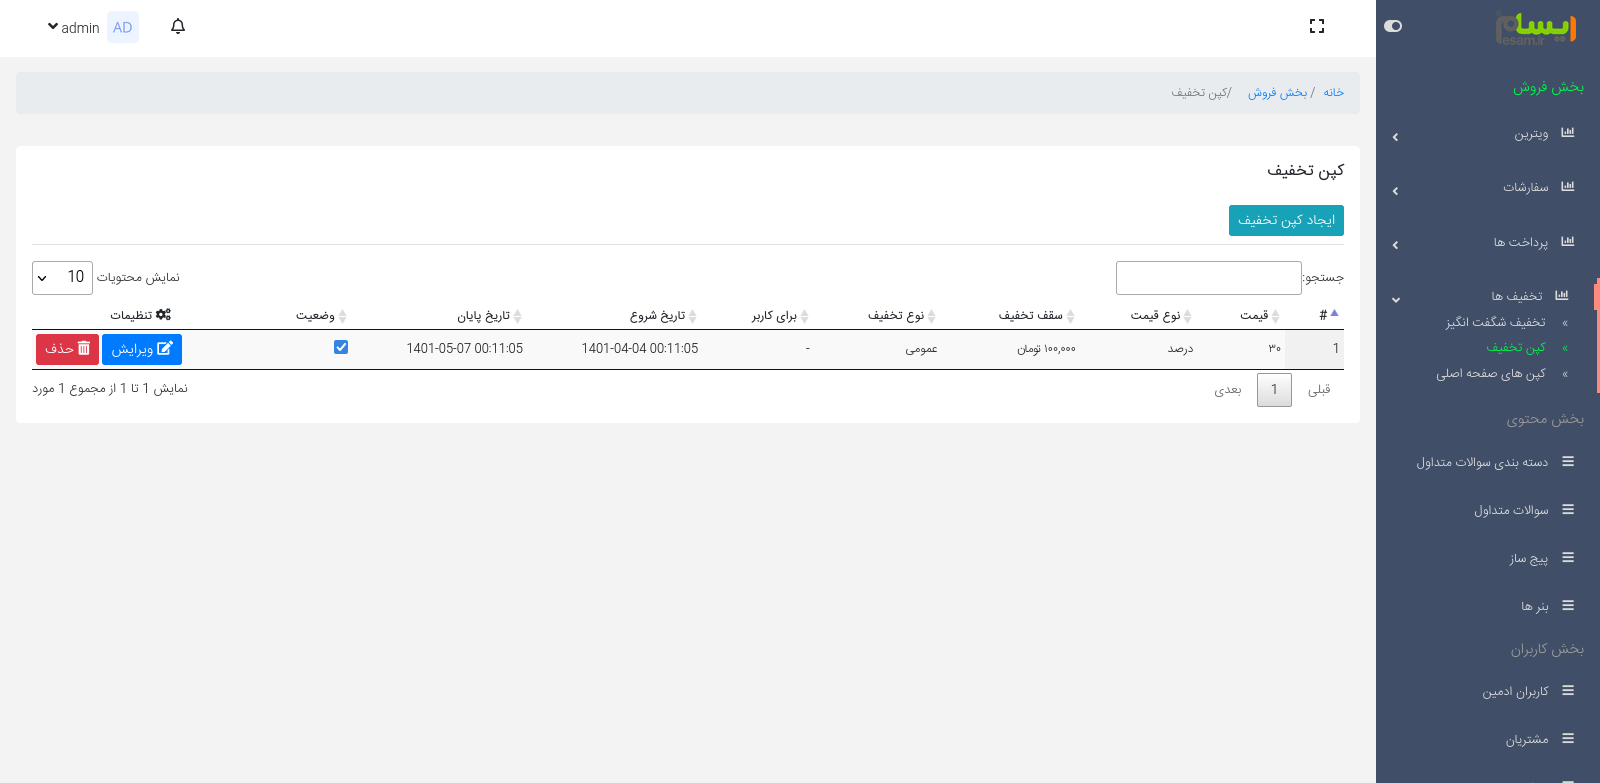 ایسام
esam.ir
بخش فروش
ویترین
سفارشات
پرداخت ها
تخفیف ها
» تخفیف شگفت انگیز
» کپن تخفیف
» کپن های صفحه اصلی
بخش محتوی
دسته بندی سوالات متداول
سوالات متداول
پیج ساز
بنر ها
بخش کاربران
کاربران ادمین
مشتریان
AD admin
خانه / بخش فروش /کپن تخفیف
کپن تخفیف
ایجاد کپن تخفیف
جستجو:
نمایش محتویات 10
# قیمت نوع قیمت سقف تخفیف نوع تخفیف برای کاربر تاریخ شروع تاریخ پایان وضعیت تنظیمات
1 ۳۰ درصد ۱۰۰,۰۰۰ تومان عمومی - 1401-04-04 00:11:05 1401-05-07 00:11:05 ویرایش حذف
قبلی 1 بعدی
نمایش 1 تا 1 از مجموع 1 مورد